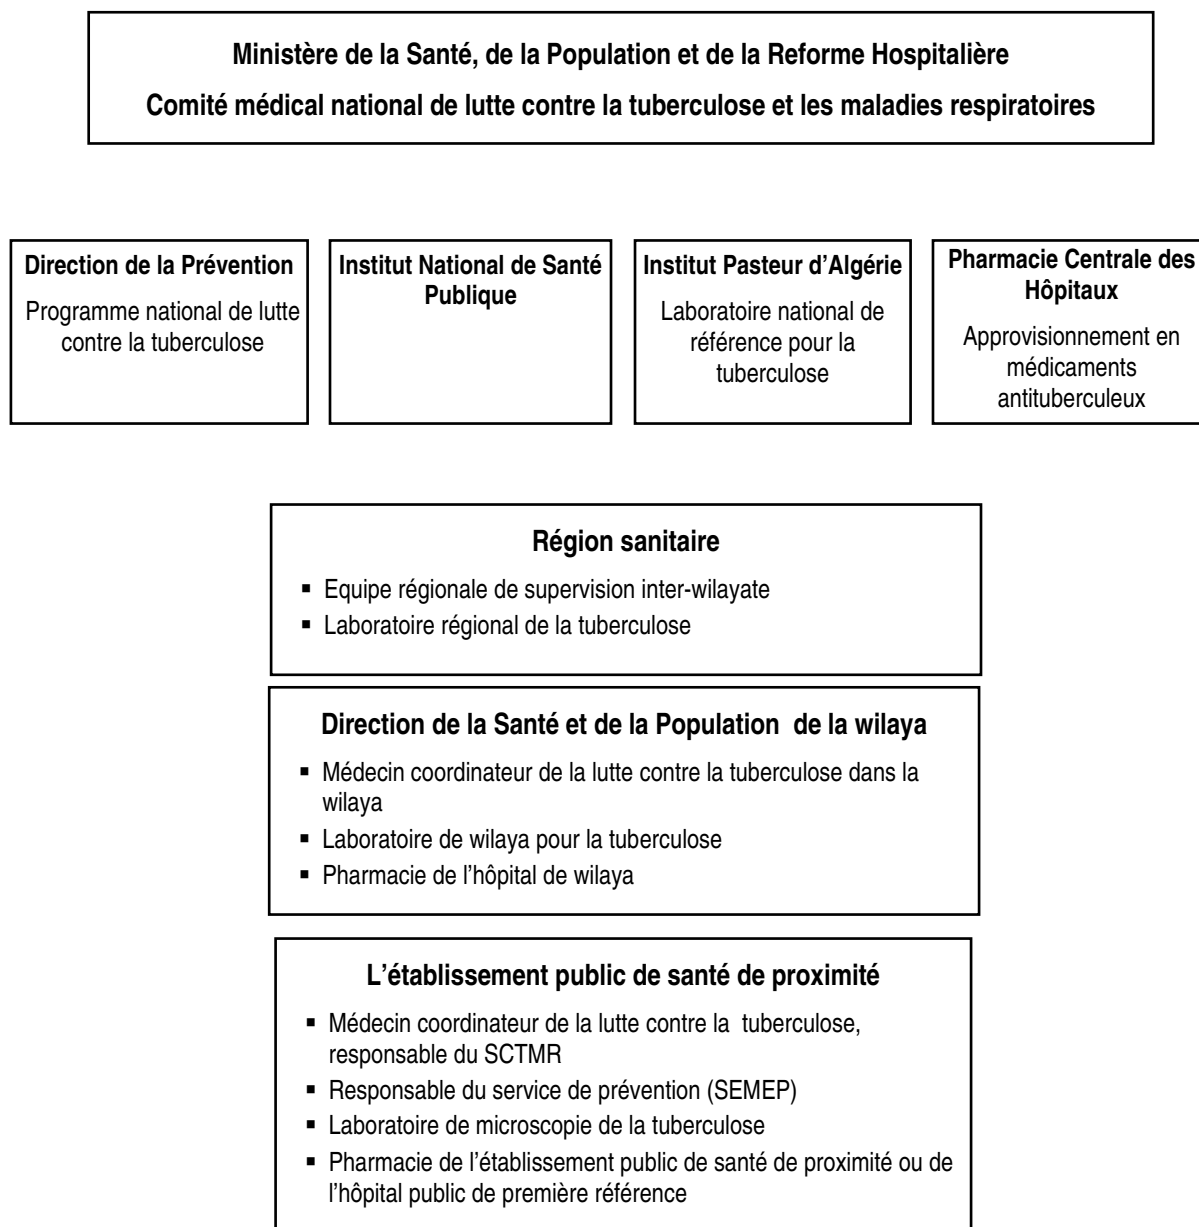 Ministère de la Santé, de la Population et de la Reforme Hospitalière
Comité médical national de lutte contre la tuberculose et les maladies respiratoires
Direction de la Prévention
Programme national de lutte
contre la tuberculose
Institut National de Santé
Publique
Institut Pasteur d’Algérie
Laboratoire national de
référence pour la
tuberculose
Pharmacie Centrale des
Hôpitaux
Approvisionnement en
médicaments
antituberculeux
Région sanitaire
▪ Equipe régionale de supervision inter-wilayate
▪ Laboratoire régional de la tuberculose
Direction de la Santé et de la Population de la wilaya
▪ Médecin coordinateur de la lutte contre la tuberculose dans la
wilaya
▪ Laboratoire de wilaya pour la tuberculose
▪ Pharmacie de l’hôpital de wilaya
L’établissement public de santé de proximité
▪ Médecin coordinateur de la lutte contre la tuberculose,
responsable du SCTMR
▪ Responsable du service de prévention (SEMEP)
▪ Laboratoire de microscopie de la tuberculose
▪ Pharmacie de l’établissement public de santé de proximité ou de
l’hôpital public de première référence